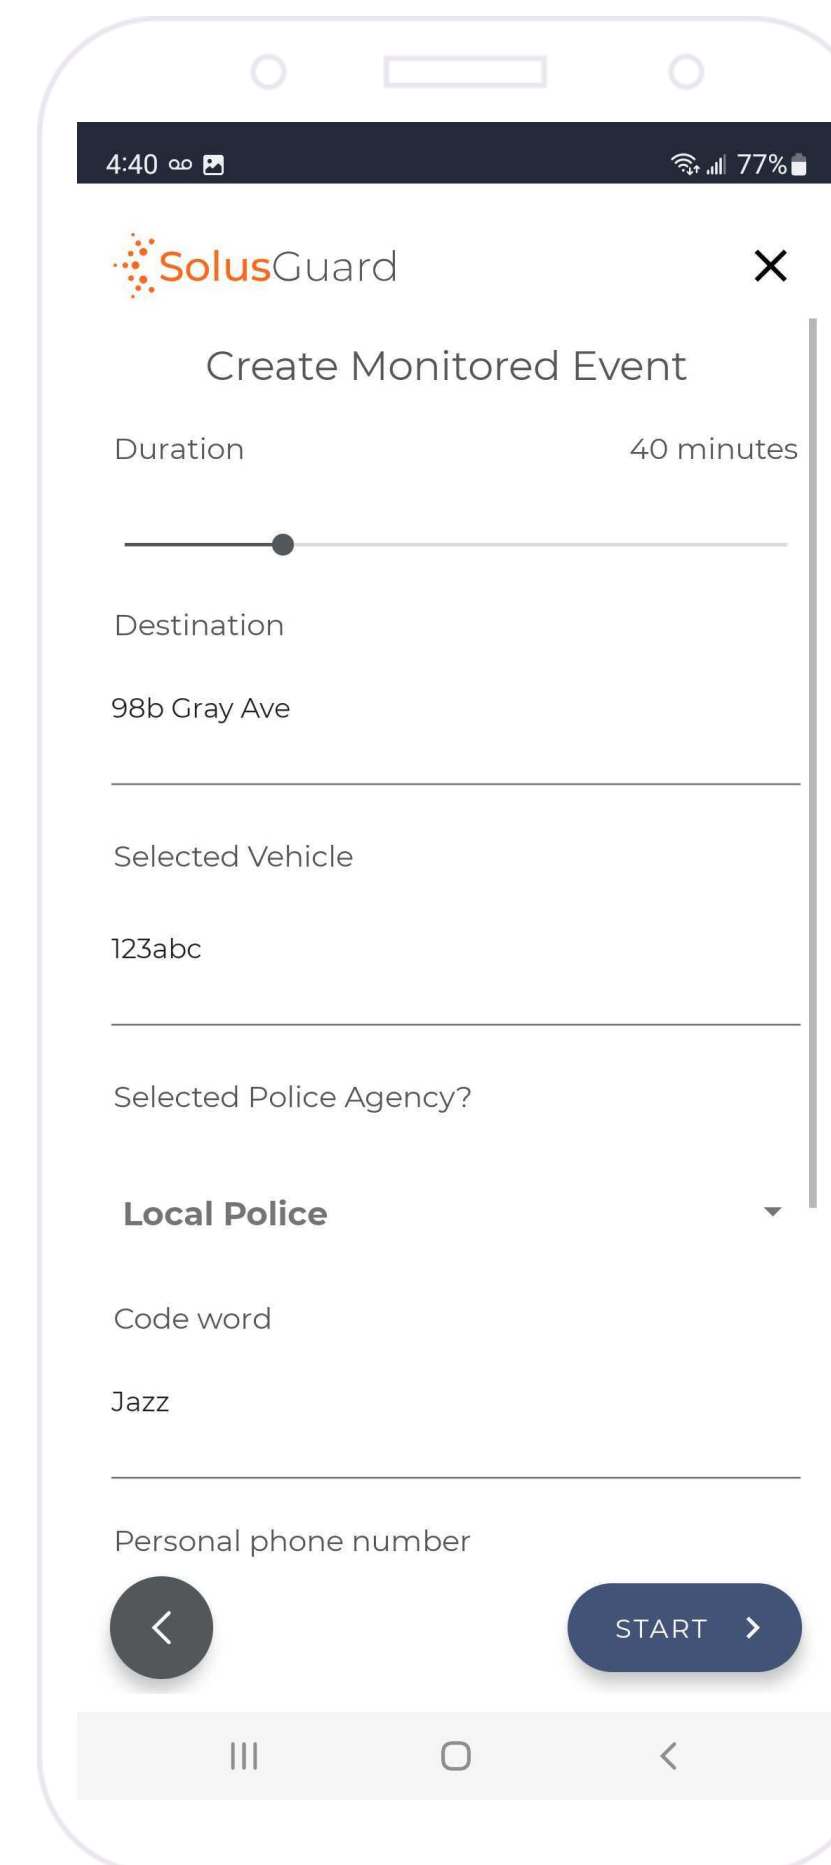 4:40 77%
SolusGuard
Create Monitored Event
Duration 40 minutes
Destination
98b Gray Ave
Selected Vehicle
123abc
Selected Police Agency?
Local Police
Code word
Jazz
Personal phone number
START